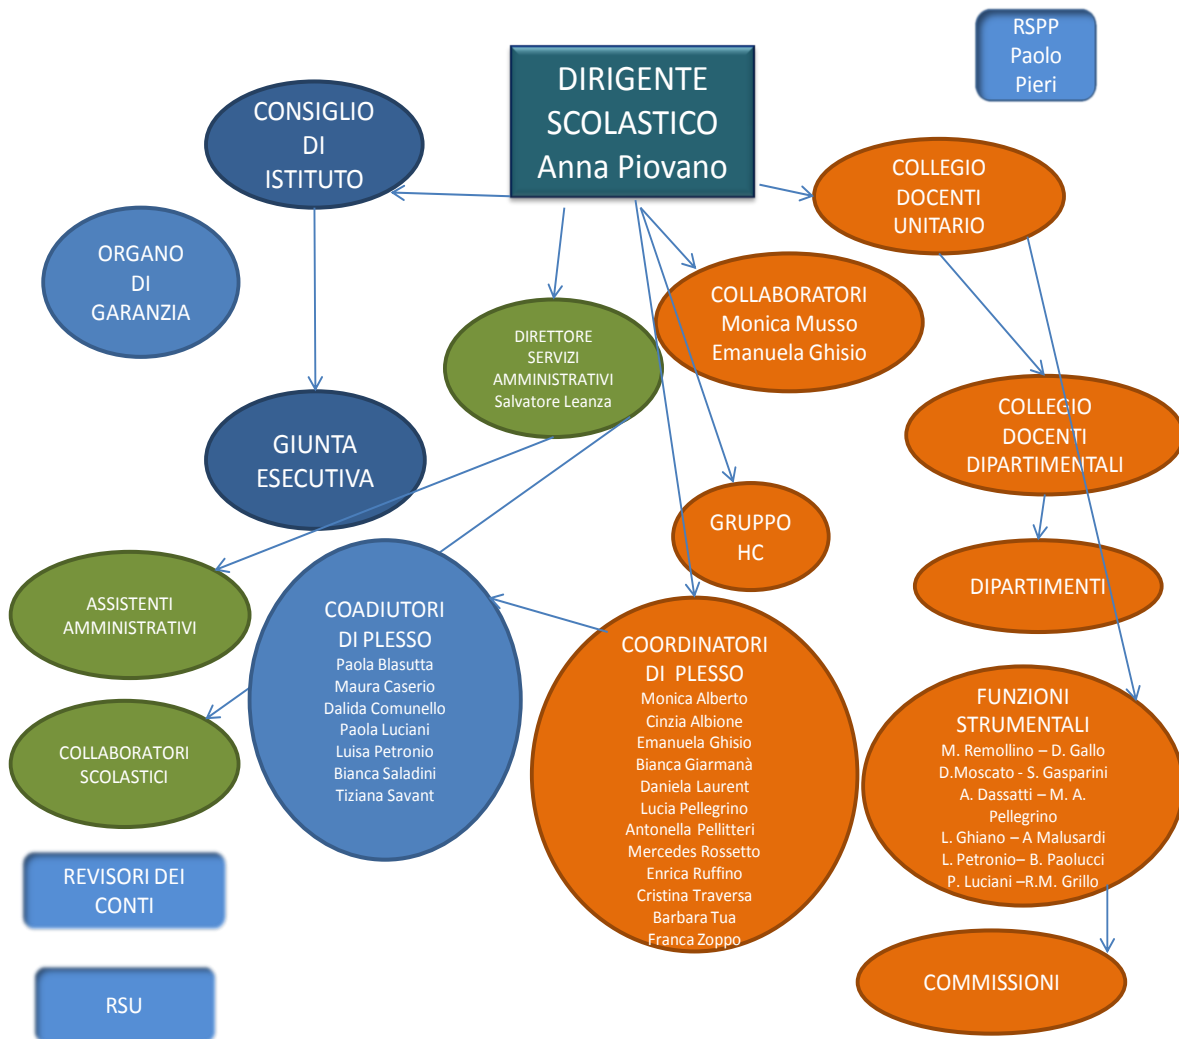 RSPP
Paolo
Pieri
DIRIGENTE
SCOLASTICO
Anna Piovano
CONSIGLIO
DI
ISTITUTO
COLLEGIO
DOCENTI
UNITARIO
ORGANO
DI
GARANZIA
COLLABORATORI
Monica Musso
Emanuela Ghisio
DIRETTORE
SERVIZI
AMMINISTRATIVI
Salvatore Leanza
COLLEGIO
DOCENTI
DIPARTIMENTALI
GIUNTA
ESECUTIVA
GRUPPO
HC
DIPARTIMENTI
ASSISTENTI
AMMINISTRATIVI
COADIUTORI
DI PLESSO
Paola Blasutta
Maura Caserio
Dalida Comunello
Paola Luciani
Luisa Petronio
Bianca Saladini
Tiziana Savant
COORDINATORI
DI PLESSO
Monica Alberto
Cinzia Albione
Emanuela Ghisio
Bianca Giarmanà
Daniela Laurent
Lucia Pellegrino
Antonella Pellitteri
Mercedes Rossetto
Enrica Ruffino
Cristina Traversa
Barbara Tua
Franca Zoppo
FUNZIONI
STRUMENTALI
M. Remollino – D. Gallo
D.Moscato - S. Gasparini
A. Dassatti – M. A.
Pellegrino
L. Ghiano – A Malusardi
L. Petronio– B. Paolucci
P. Luciani –R.M. Grillo
COLLABORATORI
SCOLASTICI
REVISORI DEI
CONTI
COMMISSIONI
RSU